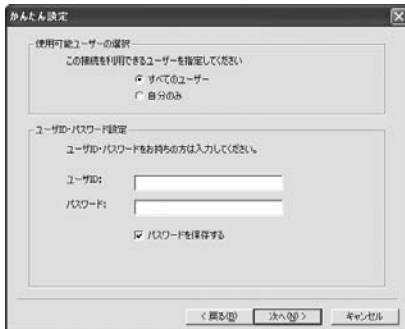 かんたん設定
使用可能ユーザーの選択
この接続を利用できるユーザーを指定してください
すべてのユーザー
自分のみ
ユーザID・パスワード設定
ユーザID・パスワードをお持ちの方は入力してください。
ユーザID:
パスワード:
パスワードを保存する
< 戻る(B)
次へ(N) >
キャンセル